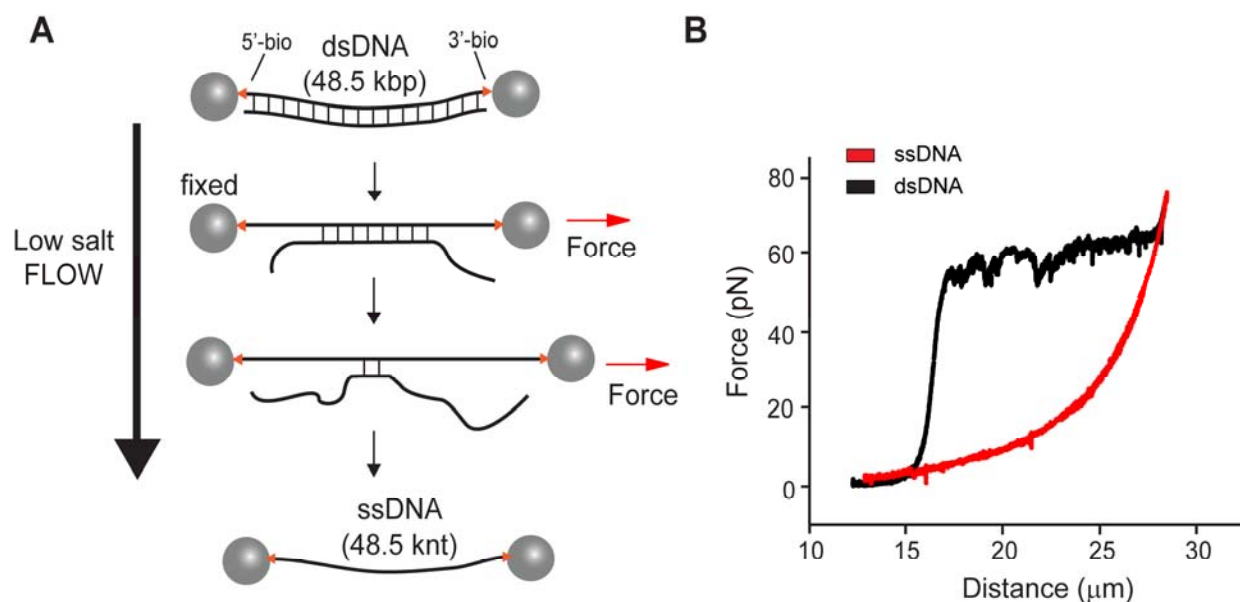 A
5'-bio
dsDNA
(48.5 kbp)
3'-bio
fixed
Force
Low salt
FLOW
Force
ssDNA
(48.5 knt)
B
ssDNA
dsDNA
80
60
40
20
0
Force (pN)
10 15 20 25 30
Distance (μm)